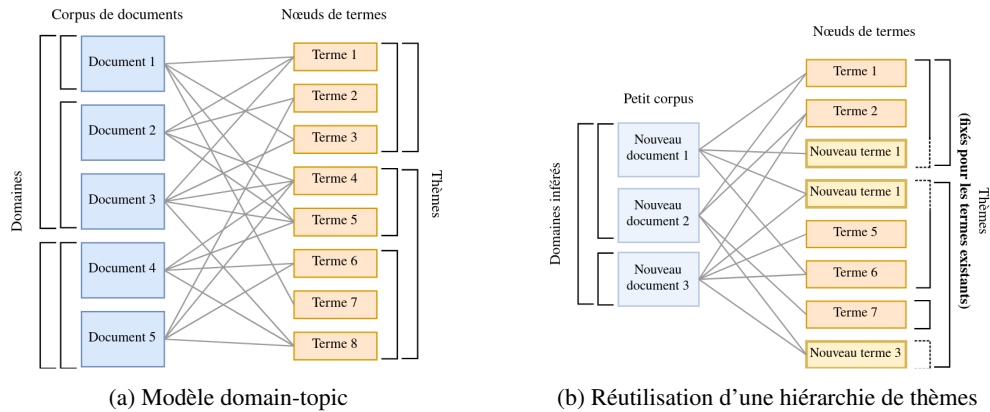 Corpus de documents
Nœuds de termes
Domaines
Document 1
Document 2
Document 3
Document 4
Document 5
Terme 1
Terme 2
Terme 3
Terme 4
Terme 5
Terme 6
Terme 7
Terme 8
Thèmes
(a) Modèle domain-topic
Nœuds de termes
Petit corpus
Domaines inférés
Nouveau
document 1
Nouveau
document 2
Nouveau
document 3
Terme 1
Terme 2
Nouveau terme 1
Nouveau terme 1
Terme 5
Terme 6
Terme 7
Nouveau terme 3
Thèmes
(fixés pour les termes existants)
(b) Réutilisation d'une hiérarchie de thèmes